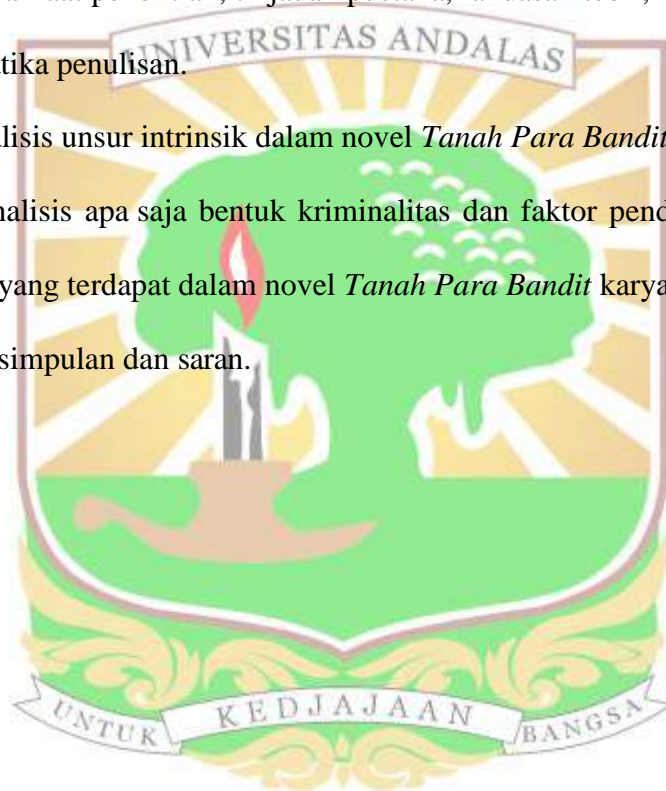 UNIVERSITAS ANDALAS
tika penulisan.
alisis unsur intrinsik dalam novel Tanah Para Bandit
nalisis apa saja bentuk kriminalitas dan faktor pend
yang terdapat dalam novel Tanah Para Bandit karya
simpulan dan saran.
UNTUK KEDJAJAAN BANGSA